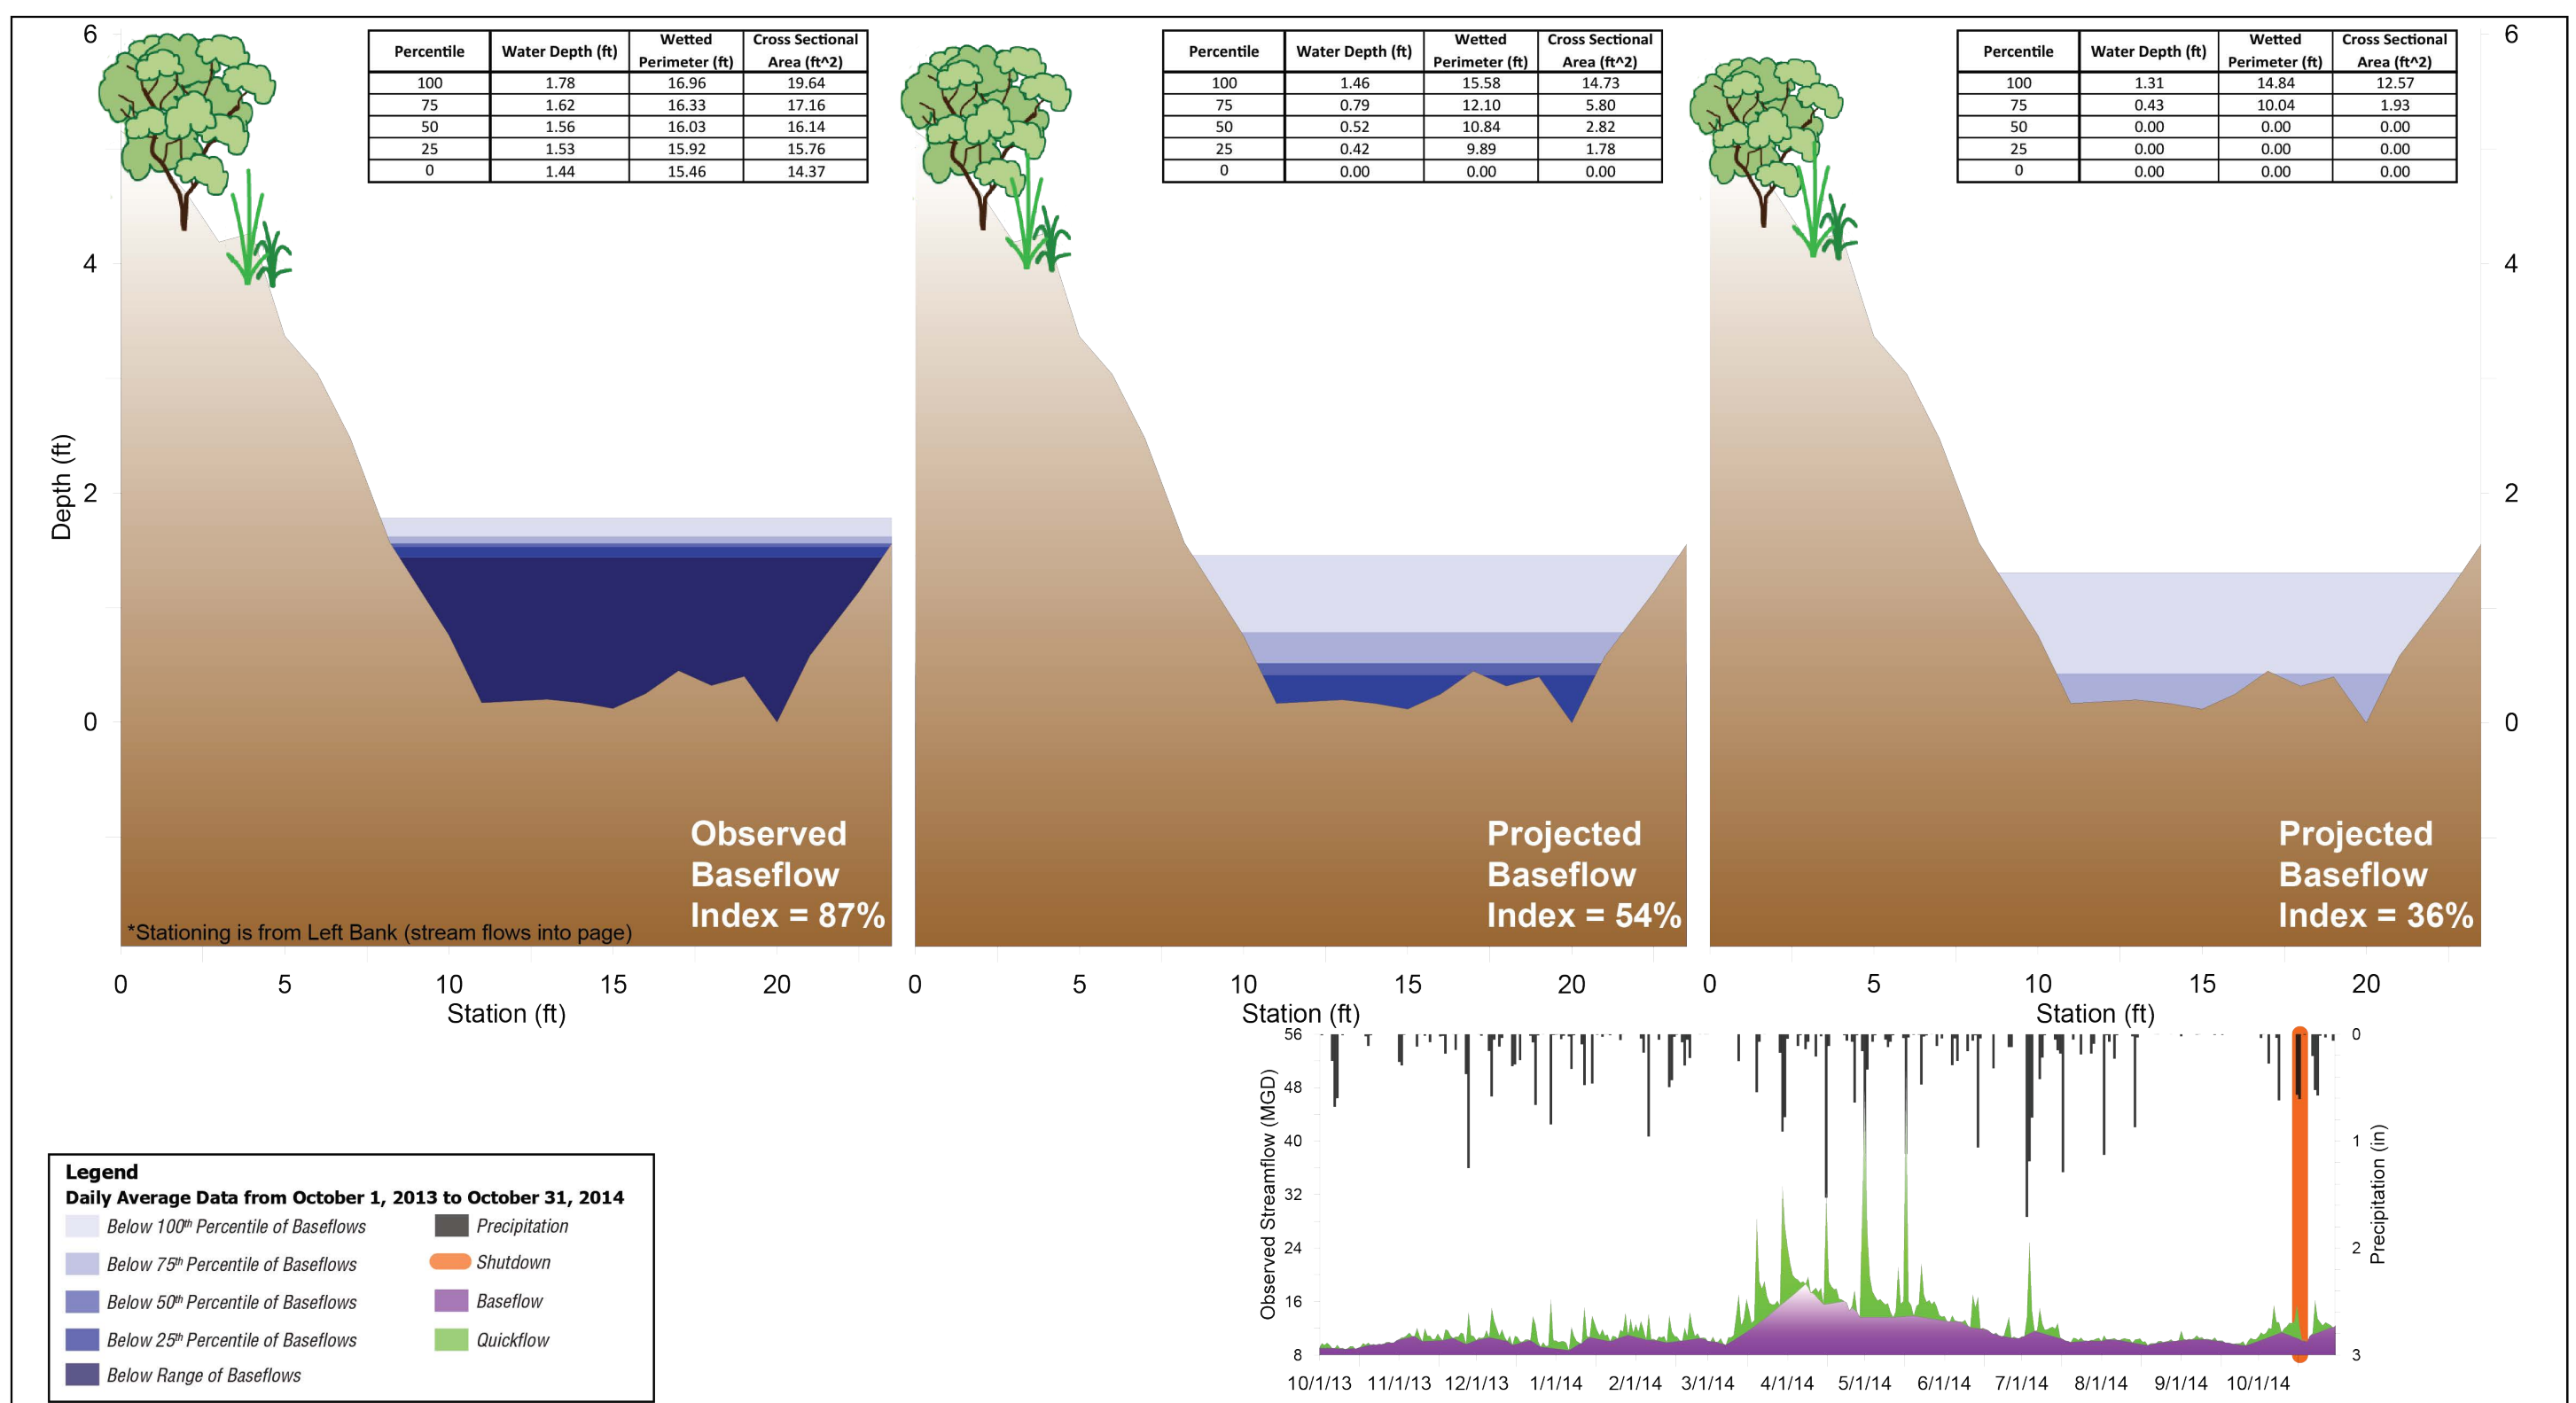 6
4
2
0
Depth (ft)
Percentile Water Depth (ft) Wetted Perimeter (ft) Cross Sectional Area (ft^2)
100 1.78 16.96 19.64
75 1.62 16.33 17.16
50 1.56 16.03 16.14
25 1.53 15.92 15.76
0 1.44 15.46 14.37
Percentile Water Depth (ft) Wetted Perimeter (ft) Cross Sectional Area (ft^2)
100 1.46 15.58 14.73
75 0.79 12.10 5.80
50 0.52 10.84 2.82
25 0.42 9.89 1.78
0 0.00 0.00 0.00
Percentile Water Depth (ft) Wetted Perimeter (ft) Cross Sectional Area (ft^2)
100 1.31 14.84 12.57
75 0.43 10.04 1.93
50 0.00 0.00 0.00
25 0.00 0.00 0.00
0 0.00 0.00 0.00
6
4
2
0
Observed
Baseflow
Index = 87%
*Stationing is from Left Bank (stream flows into page)
Projected
Baseflow
Index = 54%
Projected
Baseflow
Index = 36%
0 5 10 15 20
Station (ft)
0 5 10 15 20
Station (ft)
0 5 10 15 20
Station (ft)
Legend
Daily Average Data from October 1, 2013 to October 31, 2014
Below 100th Percentile of Baseflows
Below 75th Percentile of Baseflows
Below 50th Percentile of Baseflows
Below 25th Percentile of Baseflows
Below Range of Baseflows
Precipitation
Shutdown
Baseflow
Quickflow
Observed Streamflow (MGD)
56
48
40
32
24
16
8
0
1
2
3
Precipitation (in)
10/1/13 11/1/13 12/1/13 1/1/14 2/1/14 3/1/14 4/1/14 5/1/14 6/1/14 7/1/14 8/1/14 9/1/14 10/1/14